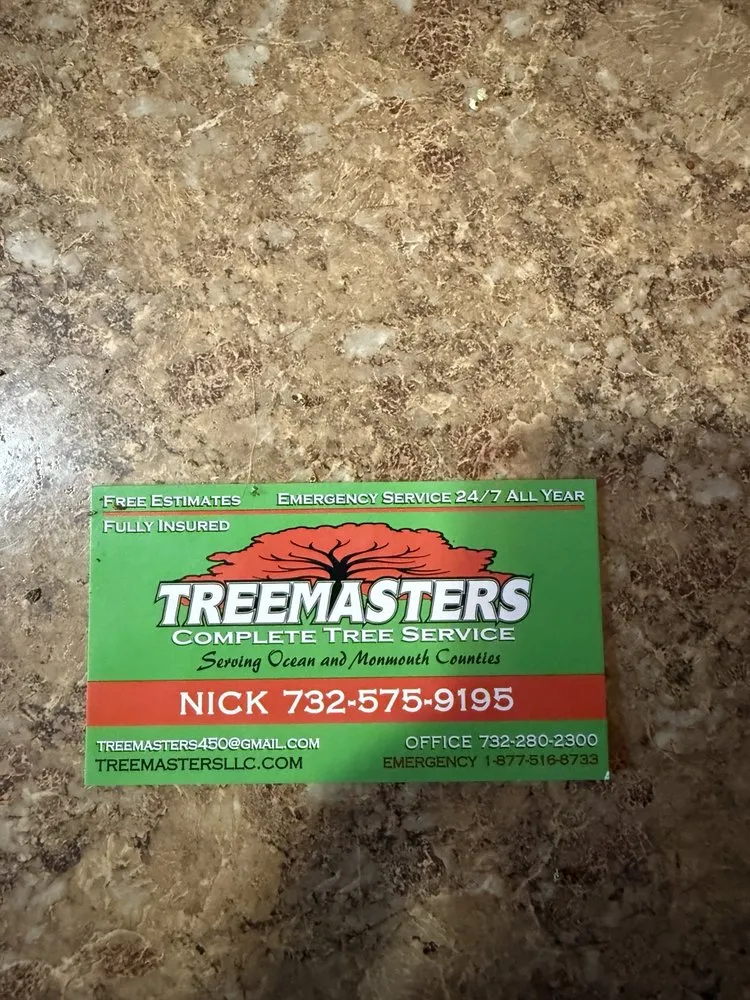 FREE ESTIMATES EMERGENCY SERVICE 24/7 ALL YEAR
FULLY INSURED
TREEMASTERS
COMPLETE TREE SERVICE
Serving Ocean and Monmouth Counties
NICK 732-575-9195
TREEMASTERS450@GMAIL.COM OFFICE 732-280-2300
TREEMASTERSLLC.COM EMERGENCY 1-877-516-8733